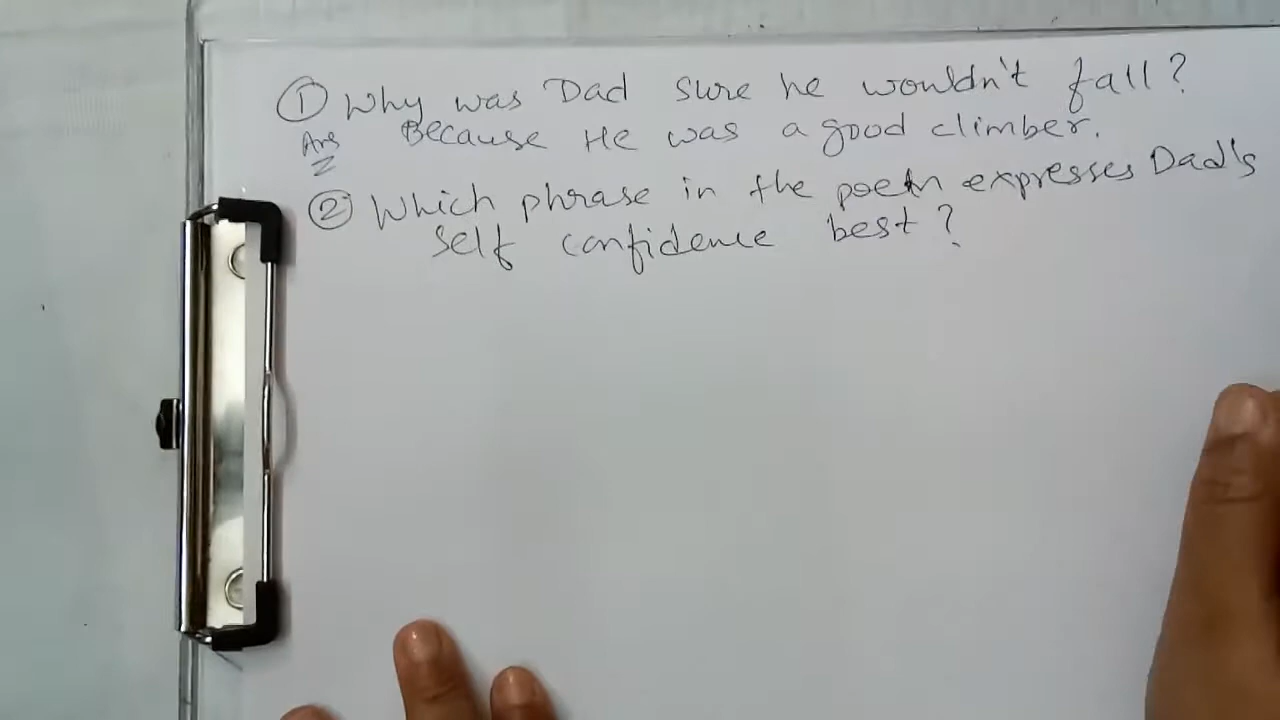 ① Why was Dad sure he wouldn't fall?
Ans Because He was a good climber.
② Which phrase in the poem expresses Dad's
self confidence best?